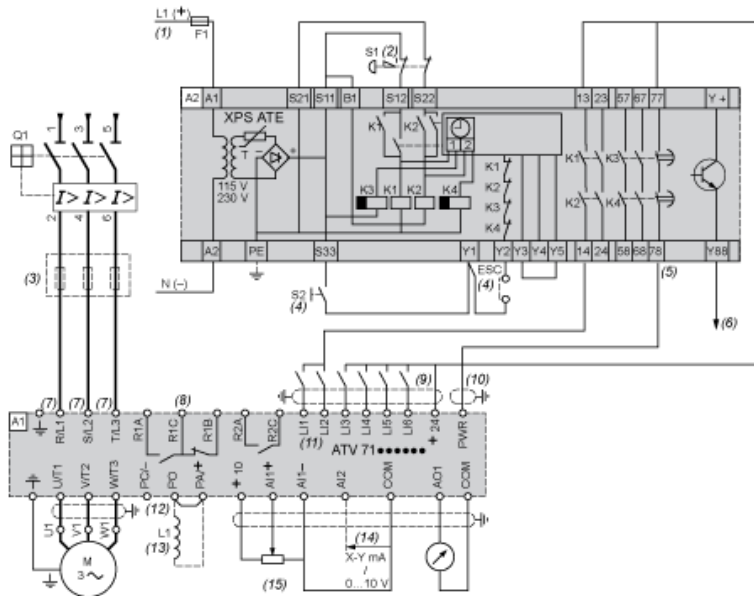 L1 (+)
(1)
F1
S1 (2)
A2 A1 S21 S11 B1 S12 S22 13 23 57 67 77 Y +
XPS ATE
T
+
115 V
230 V
K1 K2
1 2
K3 K1 K2 K4
K1
K2
K3
K4
K1 K3
K2 K4
A2 PE S33 Y1 Y2 Y3 Y4 Y5 14 24 58 68 78 Y88
Q1
1 3 5
I> I> I>
2 4 6
(3)
N (–)
S2
(4)
ESC
(4)
(5)
(6)
(7) (7) (7)
(8)
(9)
(10)
A1
R/L1 S/L2 T/L3 R1A R1C R1B R2A R2C LI1 LI2 LI3 LI4 LI5 LI6 + 24 PWR
(11)
ATV 71••••••
U/T1 V/T2 W/T3 PC/– PO PA/+ + 10 AI1+ AI1– AI2 COM AO1 COM
U1 V1 W1
(12)
L1
(13)
M
3
(14)
X-Y mA
/
0...10 V
(15)